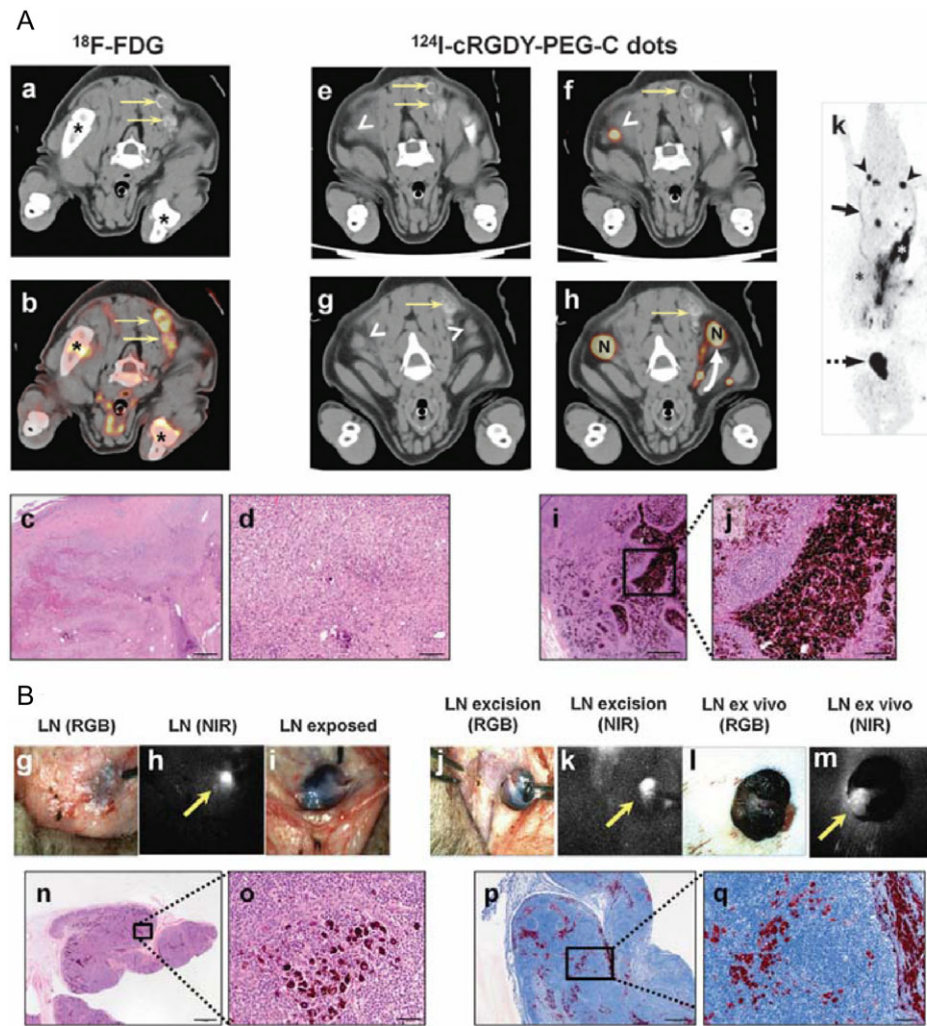 A
18F-FDG
124I-cRGDY-PEG-C dots
a
*
*
e
f
k
*
*
b
*
*
g
h
N
N
c
d
i
j
B
LN (RGB)
LN (NIR)
LN exposed
LN excision (RGB)
LN excision (NIR)
LN ex vivo (RGB)
LN ex vivo (NIR)
g
h
i
j
k
l
m
n
o
p
q